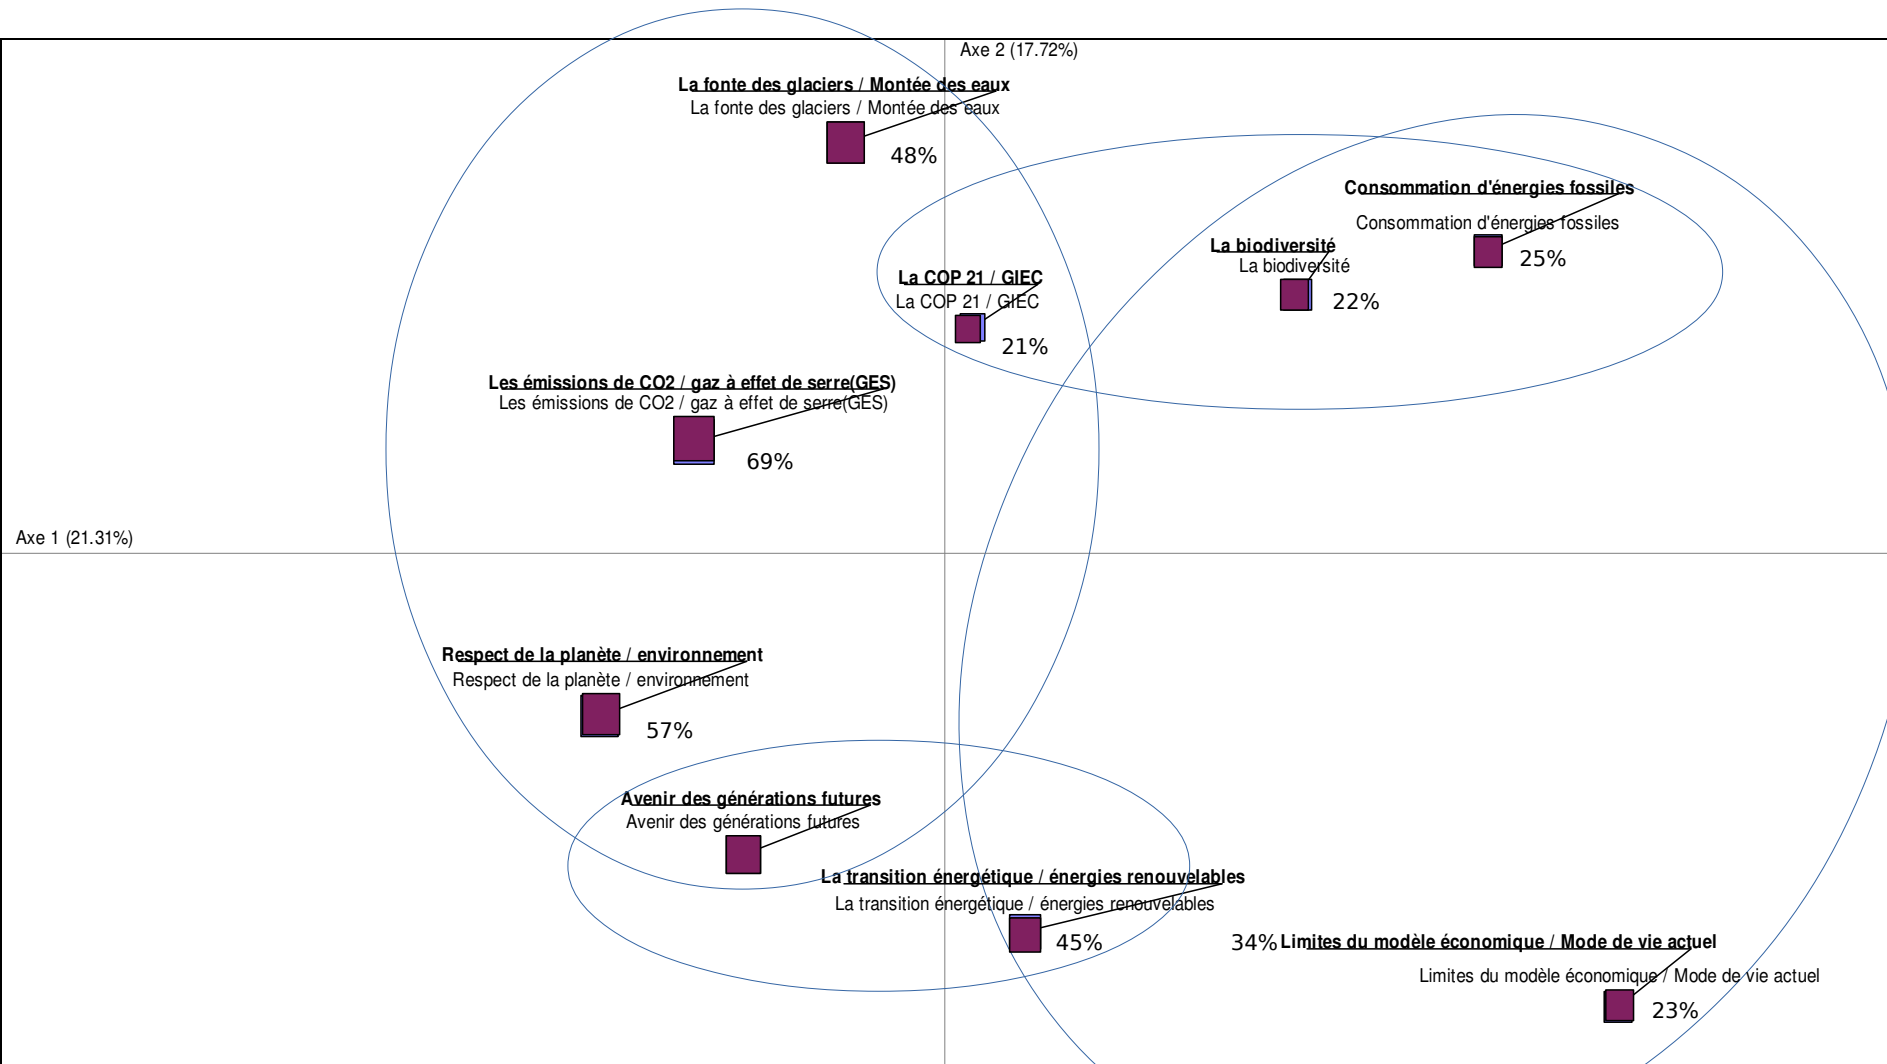 Axe 2 (17.72%)
La fonte des glaciers / Montée des eaux
La fonte des glaciers / Montée des eaux
48%
Consommation d'énergies fossiles
Consommation d'énergies fossiles
25%
La biodiversité
La biodiversité
22%
La COP 21 / GIEC
La COP 21 / GIEC
21%
Les émissions de CO2 / gaz à effet de serre(GES)
Les émissions de CO2 / gaz à effet de serre(GES)
69%
Axe 1 (21.31%)
Respect de la planète / environnement
Respect de la planète / environnement
57%
Avenir des générations futures
Avenir des générations futures
La transition énergétique / énergies renouvelables
La transition énergétique / énergies renouvelables
45%
34% Limites du modèle économique / Mode de vie actuel
Limites du modèle économique / Mode de vie actuel
23%